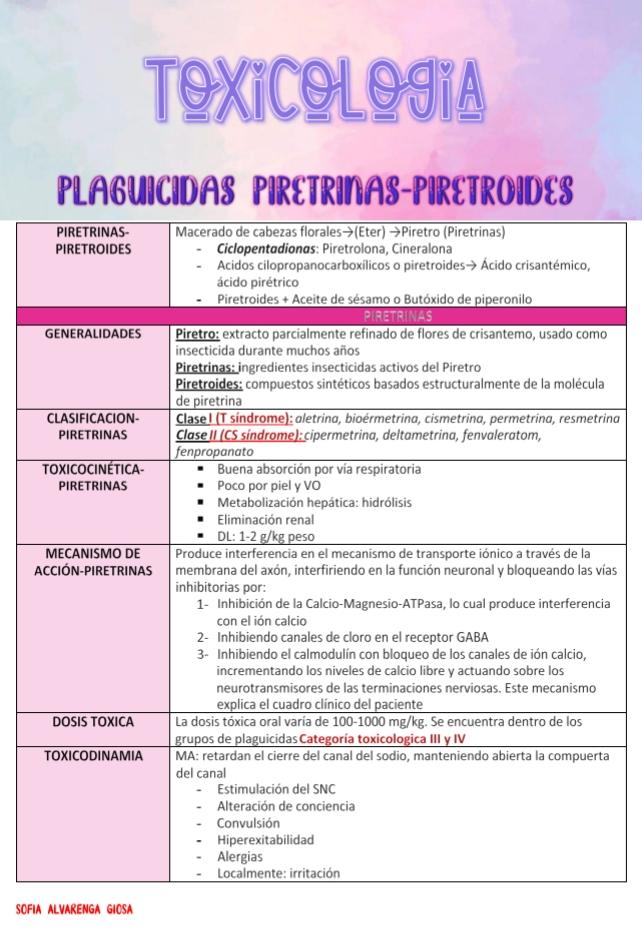 TOXICOLOGIA
PLAGUICIDAS PIRETRINAS-PIRETROIDES
PIRETRINAS-
PIRETROIDES
Macerado de cabezas florales→(Eter) →Piretro (Piretrinas)
- Ciclopentadionas: Piretrolona, Cineralona
- Acidos cilopropanocarboxílicos o piretroides→ Ácido crisantémico,
ácido pirétrico
- Piretroides + Aceite de sésamo o Butóxido de piperonilo
PIRETRINAS
GENERALIDADES
Piretro: extracto parcialmente refinado de flores de crisantemo, usado como
insecticida durante muchos años
Piretrinas: ingredientes insecticidas activos del Piretro
Piretroides: compuestos sintéticos basados estructuralmente de la molécula
de piretrina
CLASIFICACION-
PIRETRINAS
Clase I (T síndrome): aletrina, bioérmetrina, cismetrina, permetrina, resmetrina
Clase II (CS síndrome): cipermetrina, deltametrina, fenvaleratom,
fenpropanato
TOXICOCINÉTICA-
PIRETRINAS
▪ Buena absorción por vía respiratoria
▪ Poco por piel y VO
▪ Metabolización hepática: hidrólisis
▪ Eliminación renal
▪ DL: 1-2 g/kg peso
MECANISMO DE
ACCIÓN-PIRETRINAS
Produce interferencia en el mecanismo de transporte iónico a través de la
membrana del axón, interfiriendo en la función neuronal y bloqueando las vías
inhibitorias por:
1- Inhibición de la Calcio-Magnesio-ATPasa, lo cual produce interferencia
con el ión calcio
2- Inhibiendo canales de cloro en el receptor GABA
3- Inhibiendo el calmodulín con bloqueo de los canales de ión calcio,
incrementando los niveles de calcio libre y actuando sobre los
neurotransmisores de las terminaciones nerviosas. Este mecanismo
explica el cuadro clínico del paciente
DOSIS TOXICA
La dosis tóxica oral varía de 100-1000 mg/kg. Se encuentra dentro de los
grupos de plaguicidas Categoría toxicologica III y IV
TOXICODINAMIA
MA: retardan el cierre del canal del sodio, manteniendo abierta la compuerta
del canal
- Estimulación del SNC
- Alteración de conciencia
- Convulsión
- Hiperexitabilidad
- Alergias
- Localmente: irritación
SOFIA ALVARENGA GIOSA